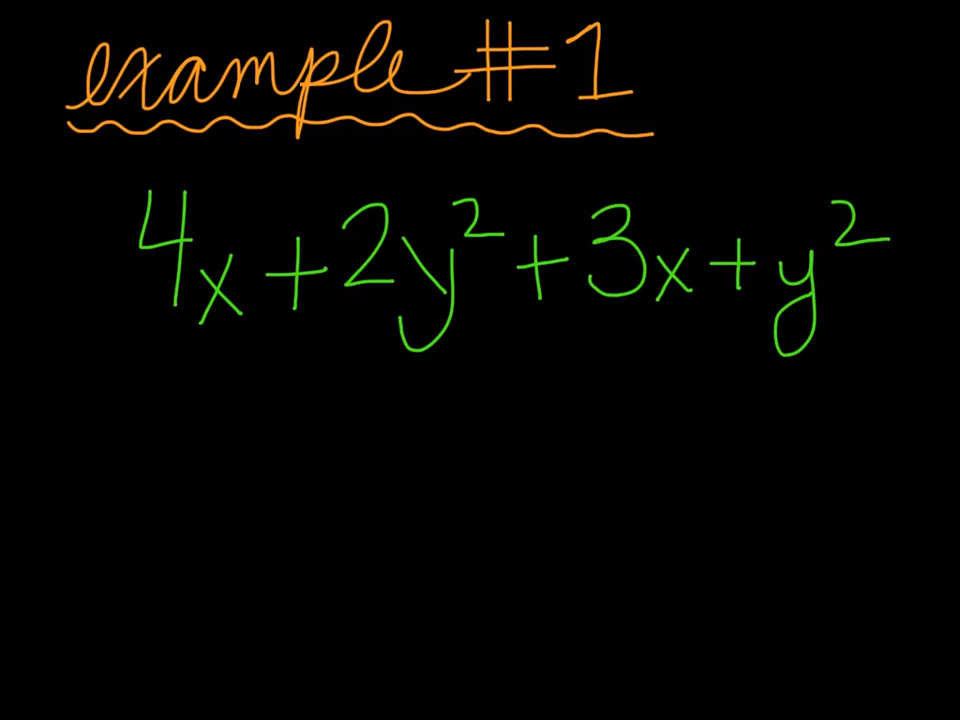 example #1
4x + 2y² + 3x + y²